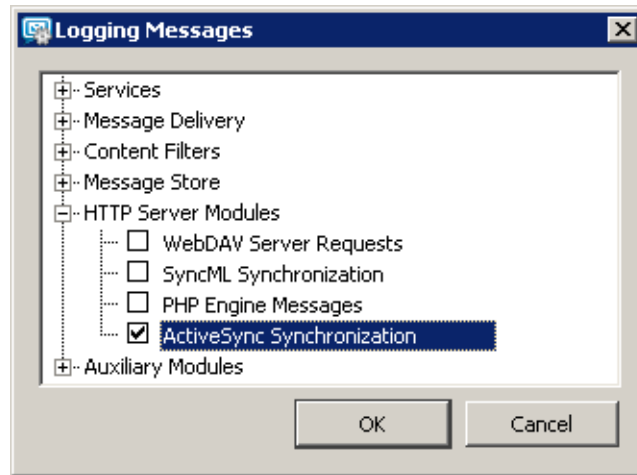 Logging Messages
Services
Message Delivery
Content Filters
Message Store
HTTP Server Modules
WebDAV Server Requests
SyncML Synchronization
PHP Engine Messages
ActiveSync Synchronization
Auxiliary Modules
OK Cancel